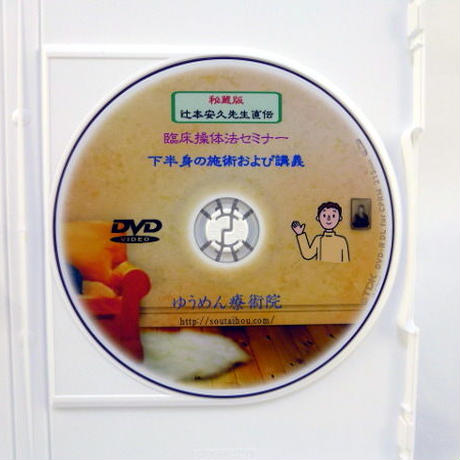 秘蔵版
辻本安久先生直伝
臨床操体法セミナー
下半身の施術および講義
DVD
VIDEO
ゆうめん療術院
http://soutaihou.com/